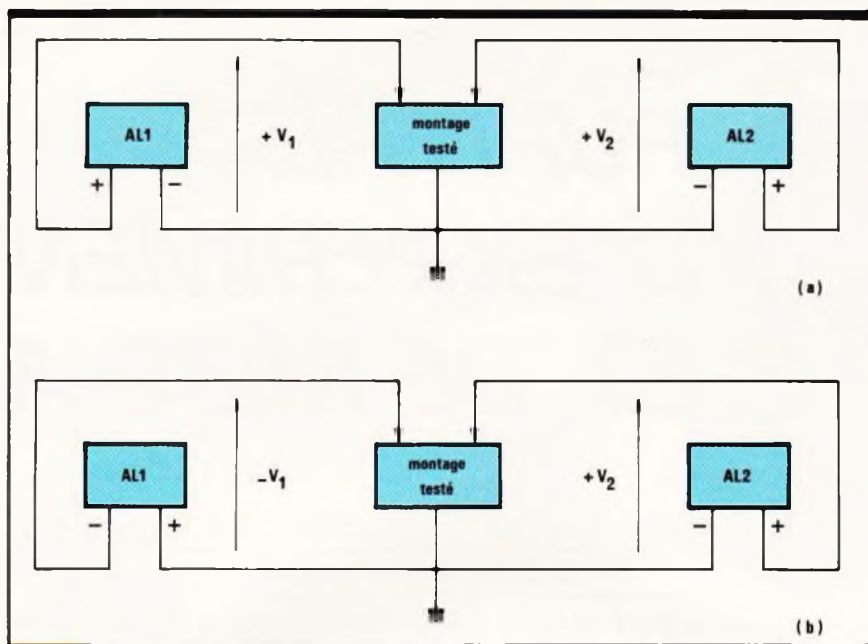 AL1
+ V1
montage
testé
+ V2
AL2
+ -
- +
(a)
AL1
-V1
montage
testé
+ V2
AL2
- +
- +
(b)